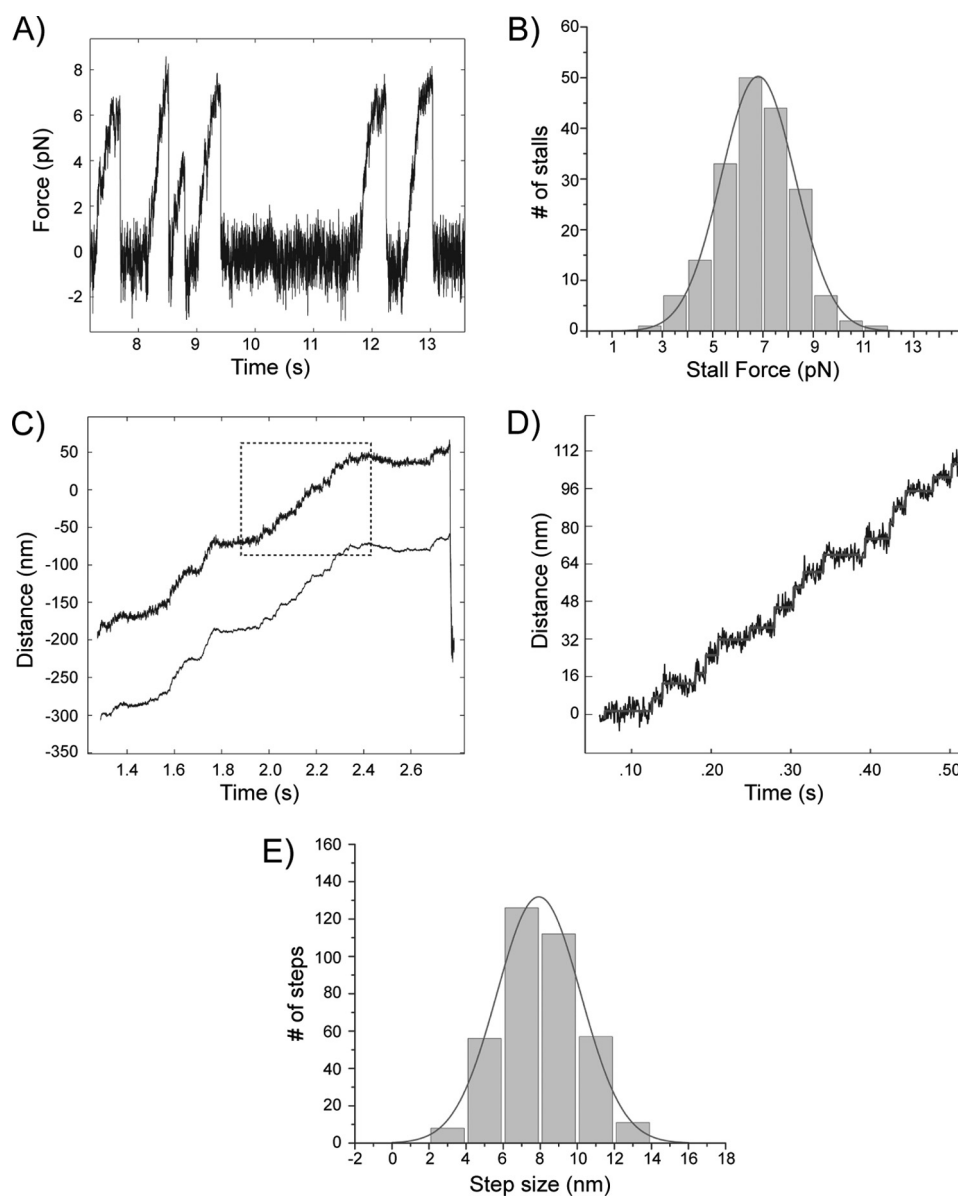 A)
Force (pN)
8
6
4
2
0
-2
8 9 10 11 12 13
Time (s)
B)
# of stalls
60
50
40
30
20
10
0
1 3 5 7 9 11 13
Stall Force (pN)
C)
Distance (nm)
50
0
-50
-100
-150
-200
-250
-300
-350
1.4 1.6 1.8 2.0 2.2 2.4 2.6
Time (s)
D)
Distance (nm)
112
96
80
64
48
32
16
0
.10 .20 .30 .40 .50
Time (s)
E)
# of steps
160
140
120
100
80
60
40
20
0
-2 0 2 4 6 8 10 12 14 16 18
Step size (nm)